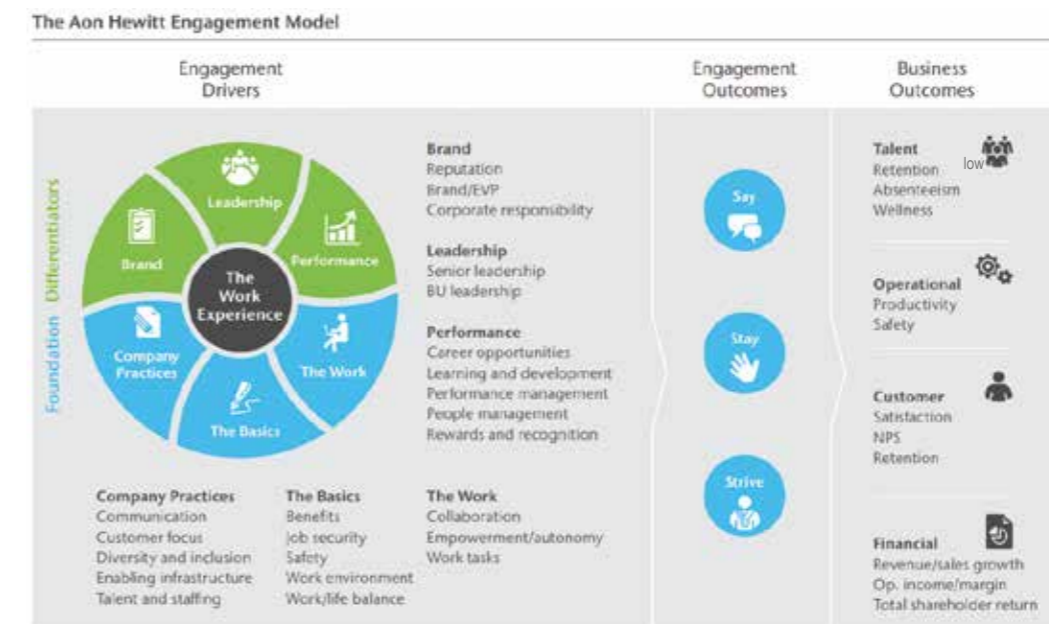 The Aon Hewitt Engagement Model
Engagement
Drivers
Engagement
Outcomes
Business
Outcomes
Differentiators
Foundation
Leadership
Performance
Brand
The
Work
Experience
Company
Practices
The Work
The Basics
Brand
Reputation
Brand/EVP
Corporate responsibility
Leadership
Senior leadership
BU leadership
Performance
Career opportunities
Learning and development
Performance management
People management
Rewards and recognition
Company Practices
Communication
Customer focus
Diversity and inclusion
Enabling infrastructure
Talent and staffing
The Basics
Benefits
Job security
Safety
Work environment
Work/life balance
The Work
Collaboration
Empowerment/autonomy
Work tasks
Say
Stay
Strive
Talent
low
Retention
Absenteeism
Wellness
Operational
Productivity
Safety
Customer
Satisfaction
NPS
Retention
Financial
Revenue/sales growth
Op. income/margin
Total shareholder return